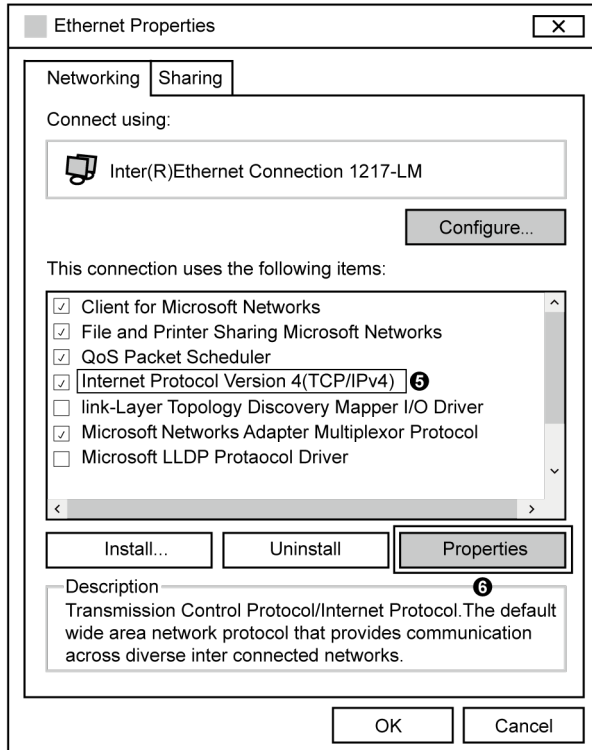 Ethernet Properties
X
Networking
Sharing
Connect using:
Inter(R)Ethernet Connection 1217-LM
Configure...
This connection uses the following items:
Client for Microsoft Networks
File and Printer Sharing Microsoft Networks
QoS Packet Scheduler
Internet Protocol Version 4(TCP/IPv4) ❺
link-Layer Topology Discovery Mapper I/O Driver
Microsoft Networks Adapter Multiplexor Protocol
Microsoft LLDP Protaocol Driver
Install...
Uninstall
Properties
❻
Description
Transmission Control Protocol/Internet Protocol.The default
wide area network protocol that provides communication
across diverse inter connected networks.
OK
Cancel